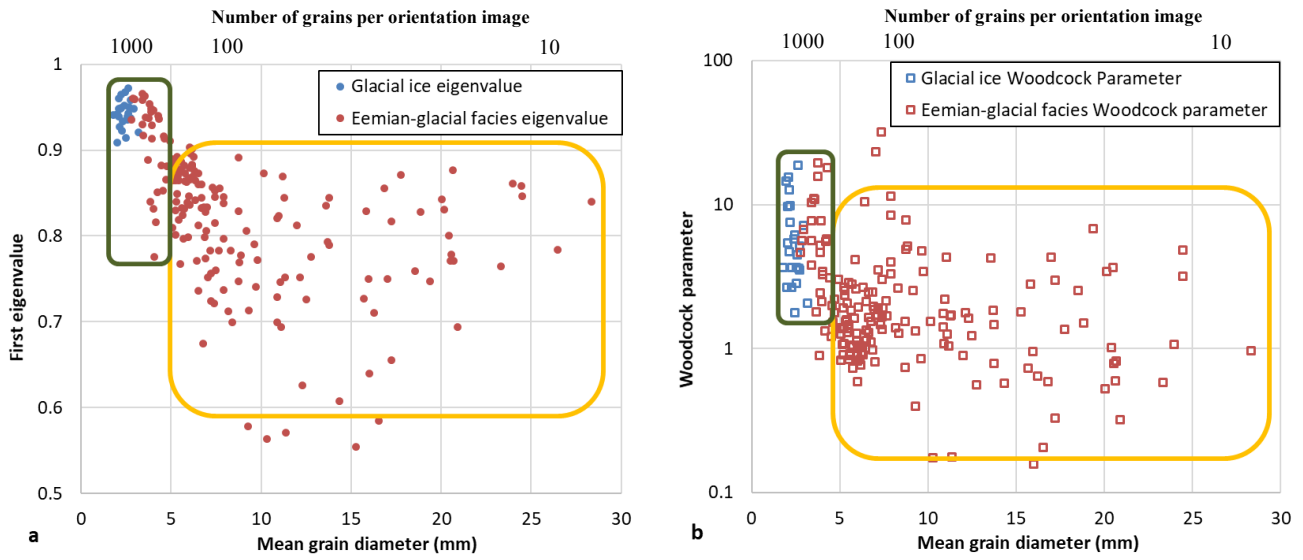 Number of grains per orientation image
1000 100 10
1
0.9
0.8
0.7
0.6
0.5
First eigenvalue
Glacial ice eigenvalue
Eemian-glacial facies eigenvalue
0 5 10 15 20 25 30
a
Mean grain diameter (mm)
Number of grains per orientation image
1000 100 10
100
10
1
0.1
Woodcock parameter
Glacial ice Woodcock Parameter
Eemian-glacial facies Woodcock parameter
0 5 10 15 20 25 30
b
Mean grain diameter (mm)